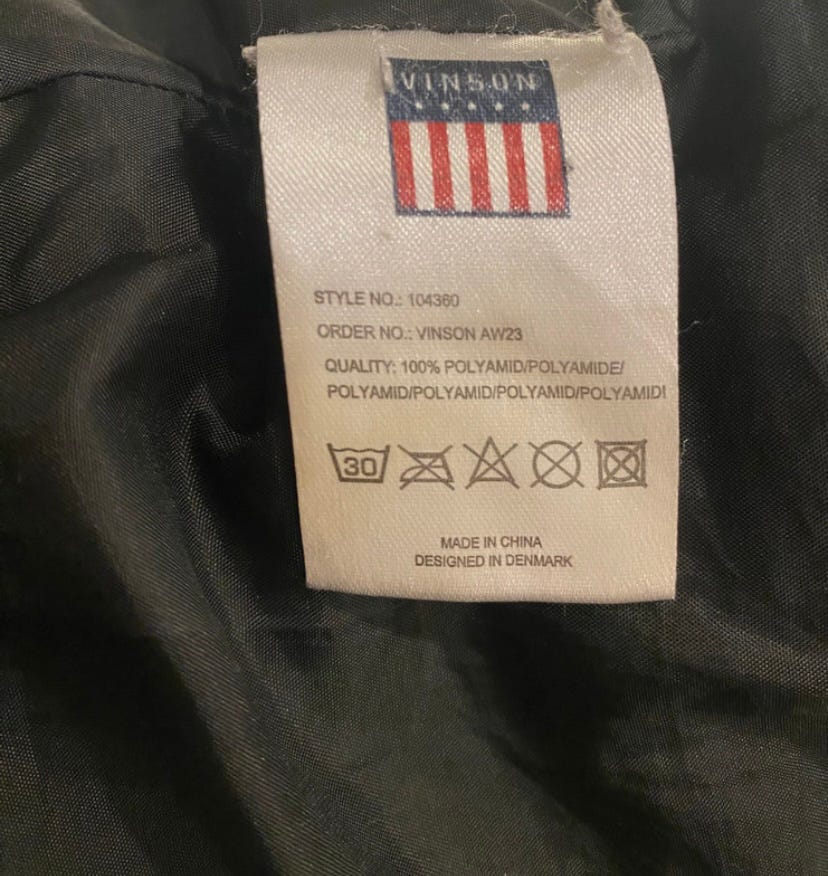 VINSON
STYLE NO.: 104360
ORDER NO.: VINSON AW23
QUALITY: 100% POLYAMID/POLYAMIDE/
POLYAMID/POLYAMID/POLYAMID/POLYAMIDI
30
MADE IN CHINA
DESIGNED IN DENMARK